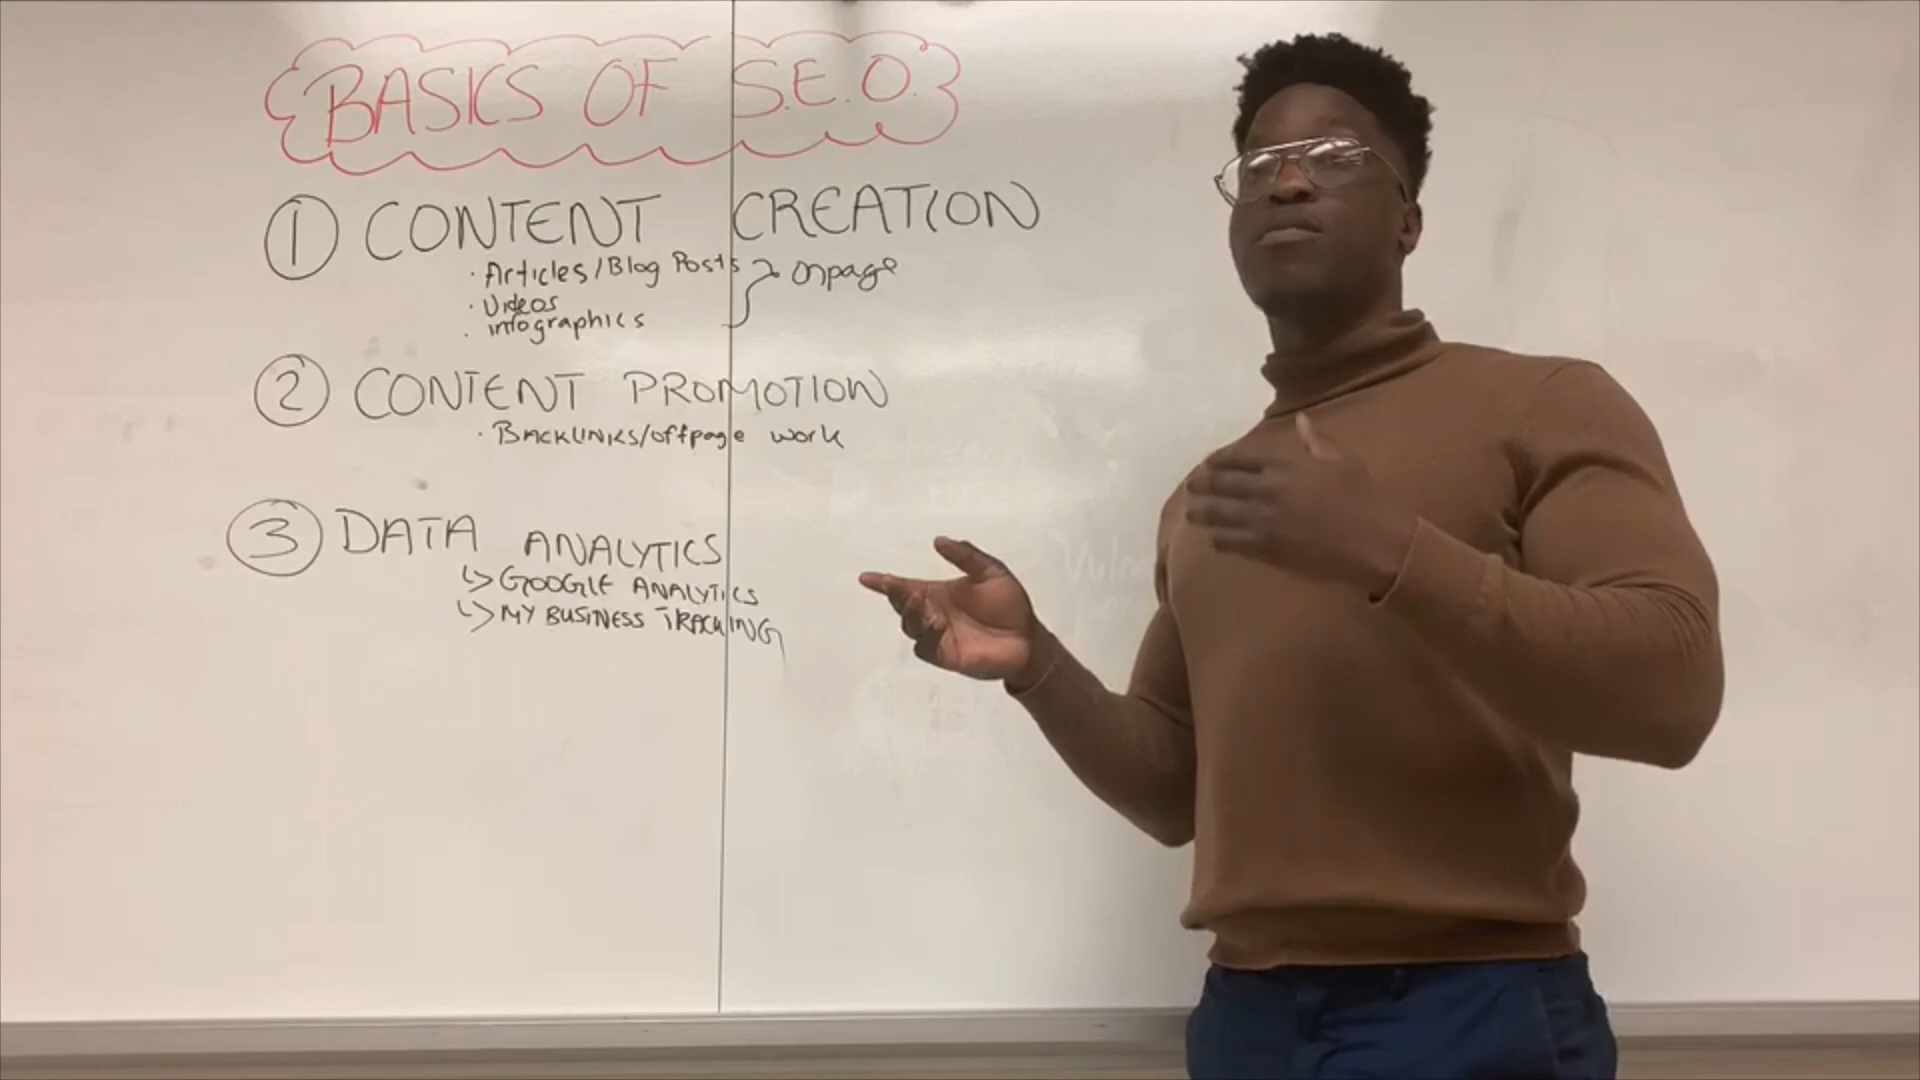 BASICS OF S.E.O.
① CONTENT CREATION
· Articles/Blog Posts
· Videos
· infographics
onpage
② CONTENT PROMOTION
· BACKLINKS/offpage work
③ DATA ANALYTICS
↳ GOOGLE ANALYTICS
↳ MY BUSINESS TRACKING